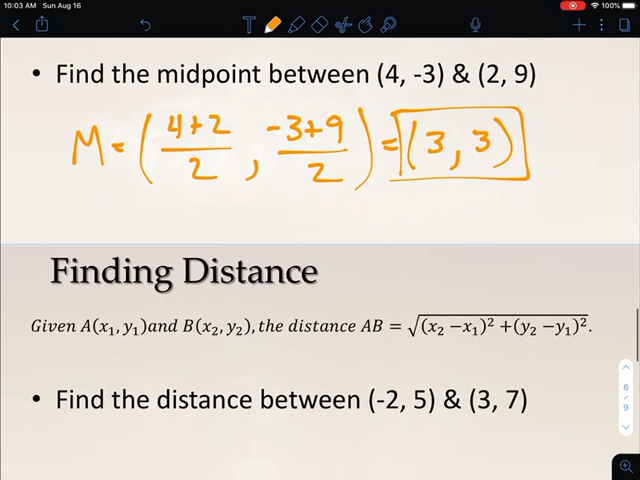 10:03 AM Sun Aug 16 100%
• Find the midpoint between (4, -3) & (2, 9)
M = (4+2/2, -3+9/2) = (3, 3)
Finding Distance
Given A(x₁, y₁)and B(x₂, y₂), the distance AB = √(x₂ −x₁)² +(y₂ −y₁)².
• Find the distance between (-2, 5) & (3, 7)
6/9